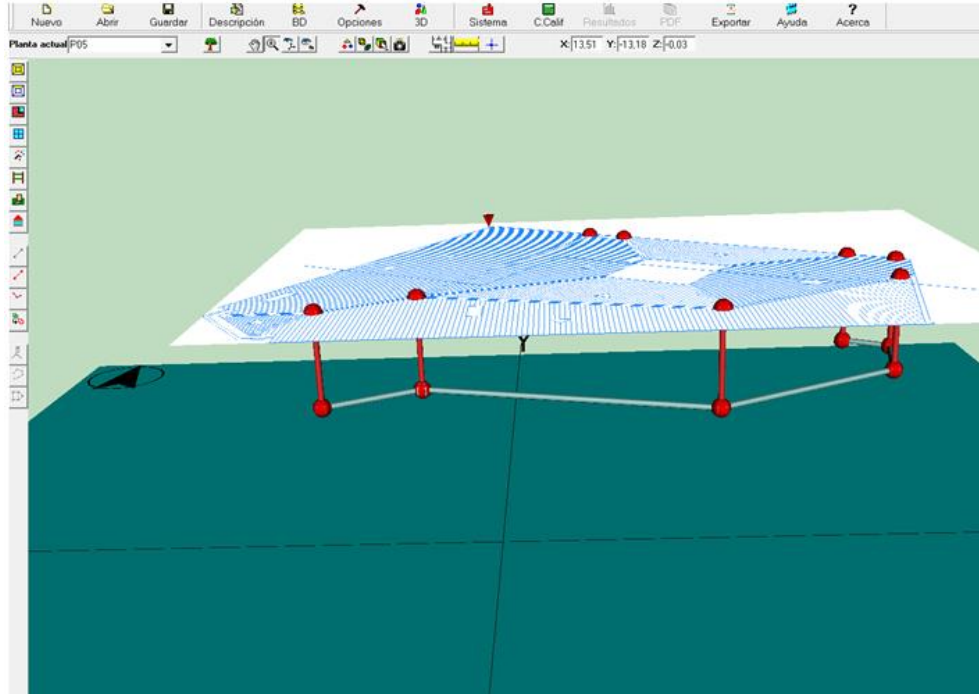 Nuevo Abrir Guardar Descripción BD Opciones 3D Sistema C.Calif Resultados PDF Exportar Ayuda Acerca
Planta actual P05 X: 13,51 Y: -13,18 Z: -0,03
Y